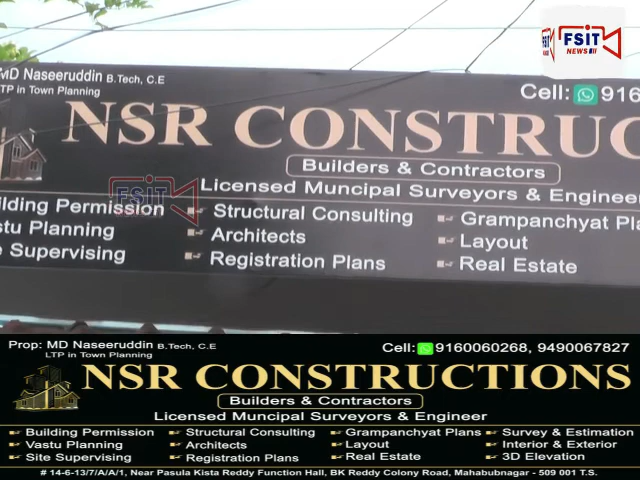 FSIT
NEWS
MD Naseeruddin B.Tech, C.E
LTP in Town Planning
Cell: 916
NSR CONSTRUC
Builders & Contractors
Licensed Muncipal Surveyors & Engineer
FSIT
ilding Permission
Structural Consulting
Grampanchyat Pla
stu Planning
Architects
Layout
e Supervising
Registration Plans
Real Estate
Prop: MD Naseeruddin B.Tech, C.E
LTP in Town Planning
Cell: 9160060268, 9490067827
NSR CONSTRUCTIONS
Builders & Contractors
Licensed Muncipal Surveyors & Engineer
Building Permission
Structural Consulting
Grampanchyat Plans
Survey & Estimation
Vastu Planning
Architects
Layout
Interior & Exterior
Site Supervising
Registration Plans
Real Estate
3D Elevation
# 14-6-13/7/A/A/1, Near Pasula Kista Reddy Function Hall, BK Reddy Colony Road, Mahabubnagar - 509 001 T.S.